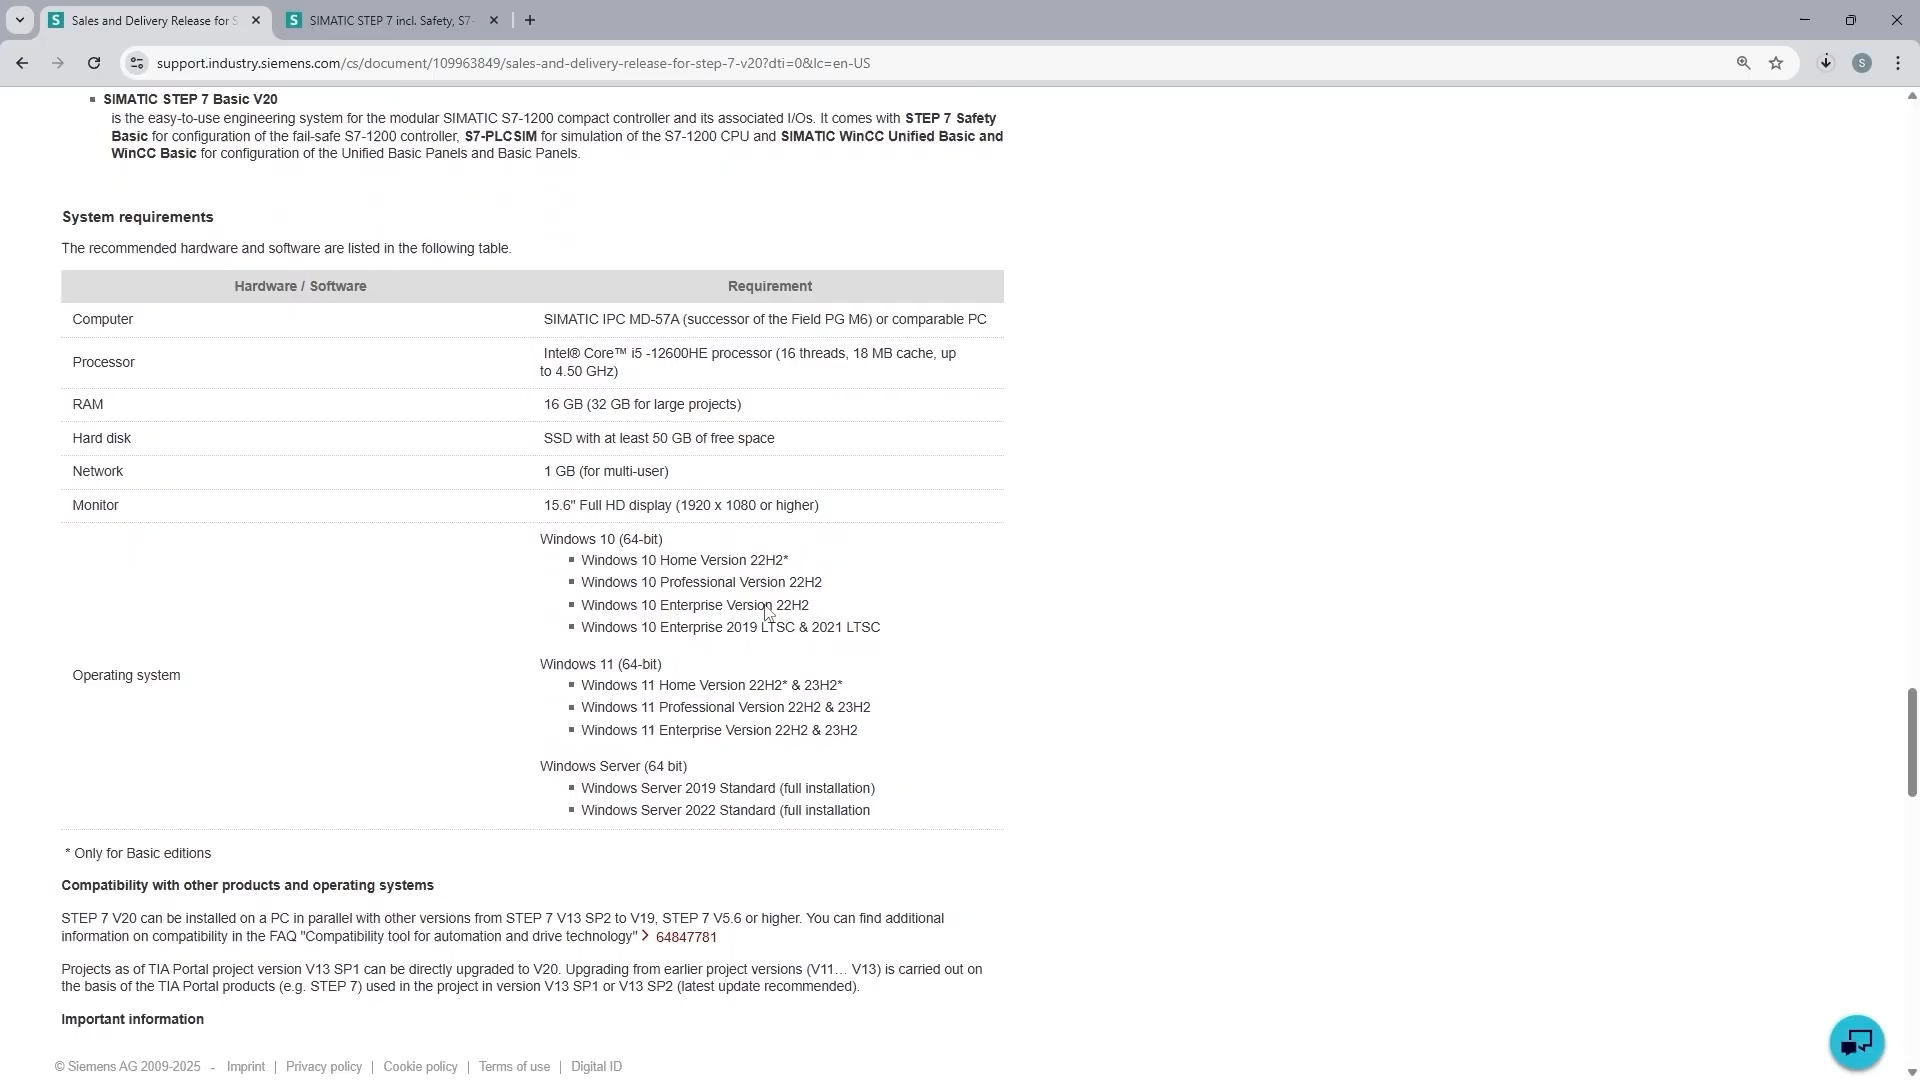 Sales and Delivery Release for S
SIMATIC STEP 7 incl. Safety, S7-
support.industry.siemens.com/cs/document/109963849/sales-and-delivery-release-for-step-7-v20?dti=0&lc=en-US
S
SIMATIC STEP 7 Basic V20
is the easy-to-use engineering system for the modular SIMATIC S7-1200 compact controller and its associated I/Os. It comes with STEP 7 Safety
Basic for configuration of the fail-safe S7-1200 controller, S7-PLCSIM for simulation of the S7-1200 CPU and SIMATIC WinCC Unified Basic and
WinCC Basic for configuration of the Unified Basic Panels and Basic Panels.
System requirements
The recommended hardware and software are listed in the following table.
Hardware / Software Requirement
Computer SIMATIC IPC MD-57A (successor of the Field PG M6) or comparable PC
Processor Intel® Core™ i5 -12600HE processor (16 threads, 18 MB cache, up
to 4.50 GHz)
RAM 16 GB (32 GB for large projects)
Hard disk SSD with at least 50 GB of free space
Network 1 GB (for multi-user)
Monitor 15.6" Full HD display (1920 x 1080 or higher)
Operating system
Windows 10 (64-bit)
Windows 10 Home Version 22H2*
Windows 10 Professional Version 22H2
Windows 10 Enterprise Version 22H2
Windows 10 Enterprise 2019 LTSC & 2021 LTSC
Windows 11 (64-bit)
Windows 11 Home Version 22H2* & 23H2*
Windows 11 Professional Version 22H2 & 23H2
Windows 11 Enterprise Version 22H2 & 23H2
Windows Server (64 bit)
Windows Server 2019 Standard (full installation)
Windows Server 2022 Standard (full installation
* Only for Basic editions
Compatibility with other products and operating systems
STEP 7 V20 can be installed on a PC in parallel with other versions from STEP 7 V13 SP2 to V19, STEP 7 V5.6 or higher. You can find additional
information on compatibility in the FAQ "Compatibility tool for automation and drive technology" 64847781
Projects as of TIA Portal project version V13 SP1 can be directly upgraded to V20. Upgrading from earlier project versions (V11… V13) is carried out on
the basis of the TIA Portal products (e.g. STEP 7) used in the project in version V13 SP1 or V13 SP2 (latest update recommended).
Important information
© Siemens AG 2009-2025 - Imprint | Privacy policy | Cookie policy | Terms of use | Digital ID